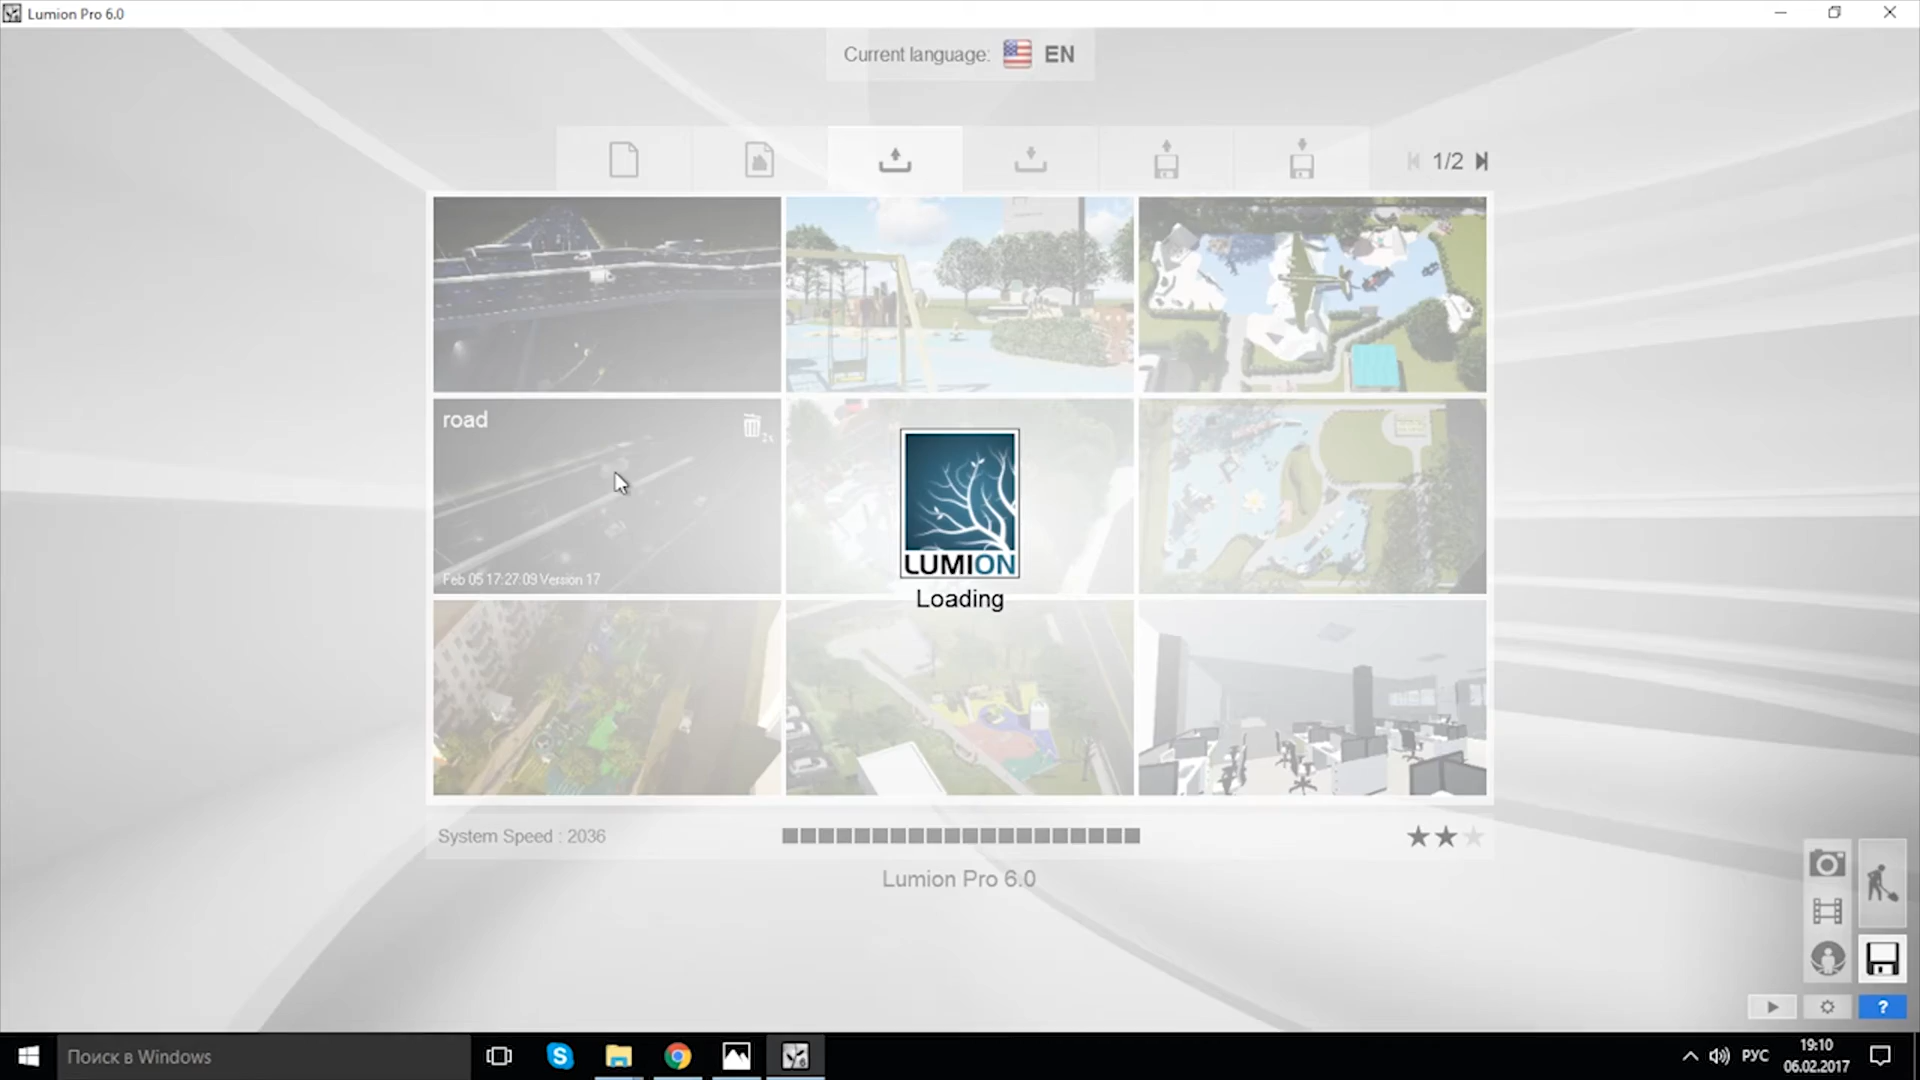 Lumion Pro 6.0
Current language: EN
1/2
road
2x
Feb 05 17:27:09 Version 17
LUMION
Loading
System Speed : 2036
Lumion Pro 6.0
?
Поиск в Windows
S
РУС
19:10
06.02.2017